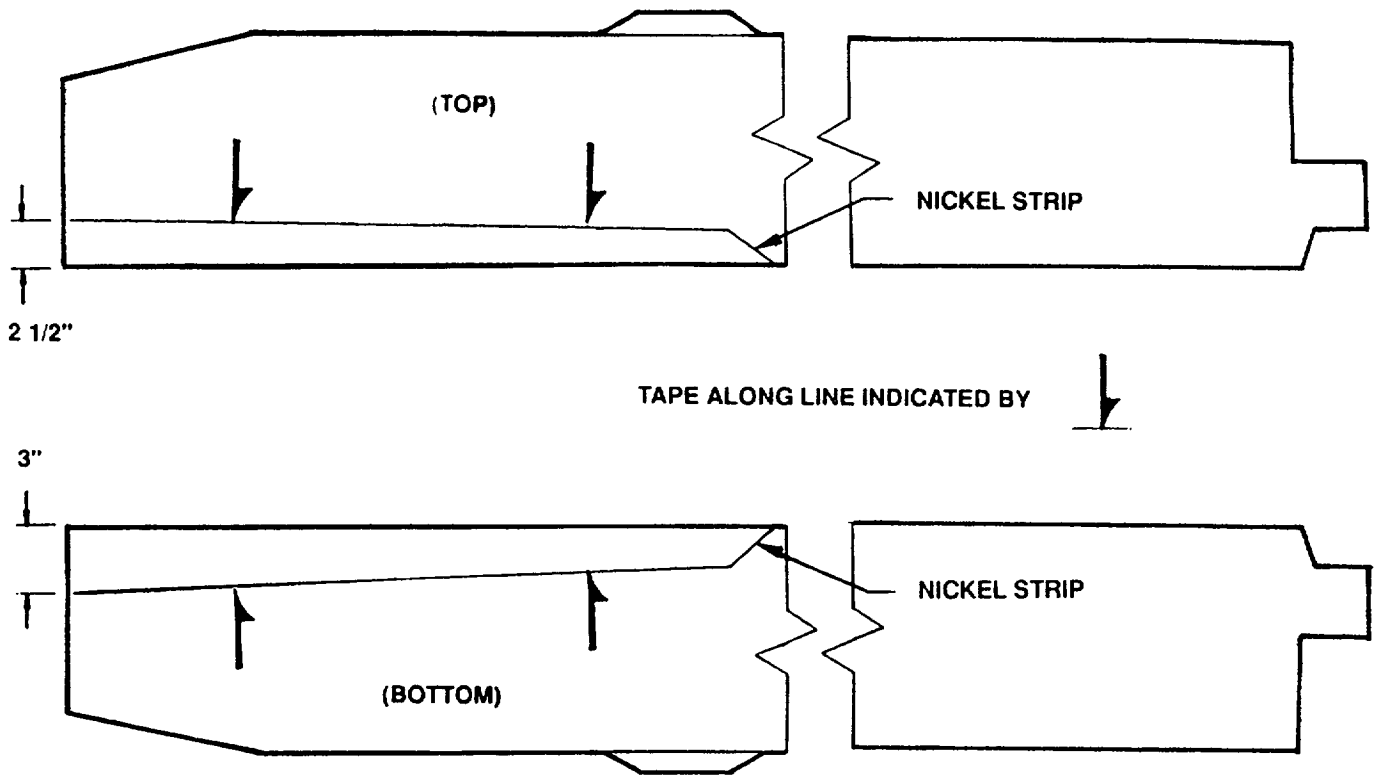 (TOP)
NICKEL STRIP
2 1/2"
TAPE ALONG LINE INDICATED BY
3"
NICKEL STRIP
(BOTTOM)